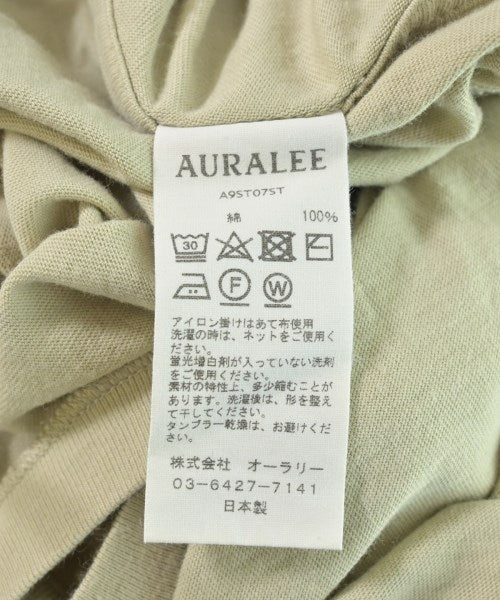 AURALEE
A9ST07ST
綿 100%
30
F W
アイロン掛けはあて布使用
洗濯の時は、ネットをご使用く
ださい。
蛍光増白剤が入っていない洗剤
をご使用ください。
素材の特性上、多少縮むことが
あります。洗濯後は、形を整え
て干してください。
タンブラー乾燥は、お避けくだ
さい。
株式会社 オーラリー
03-6427-7141
日本製